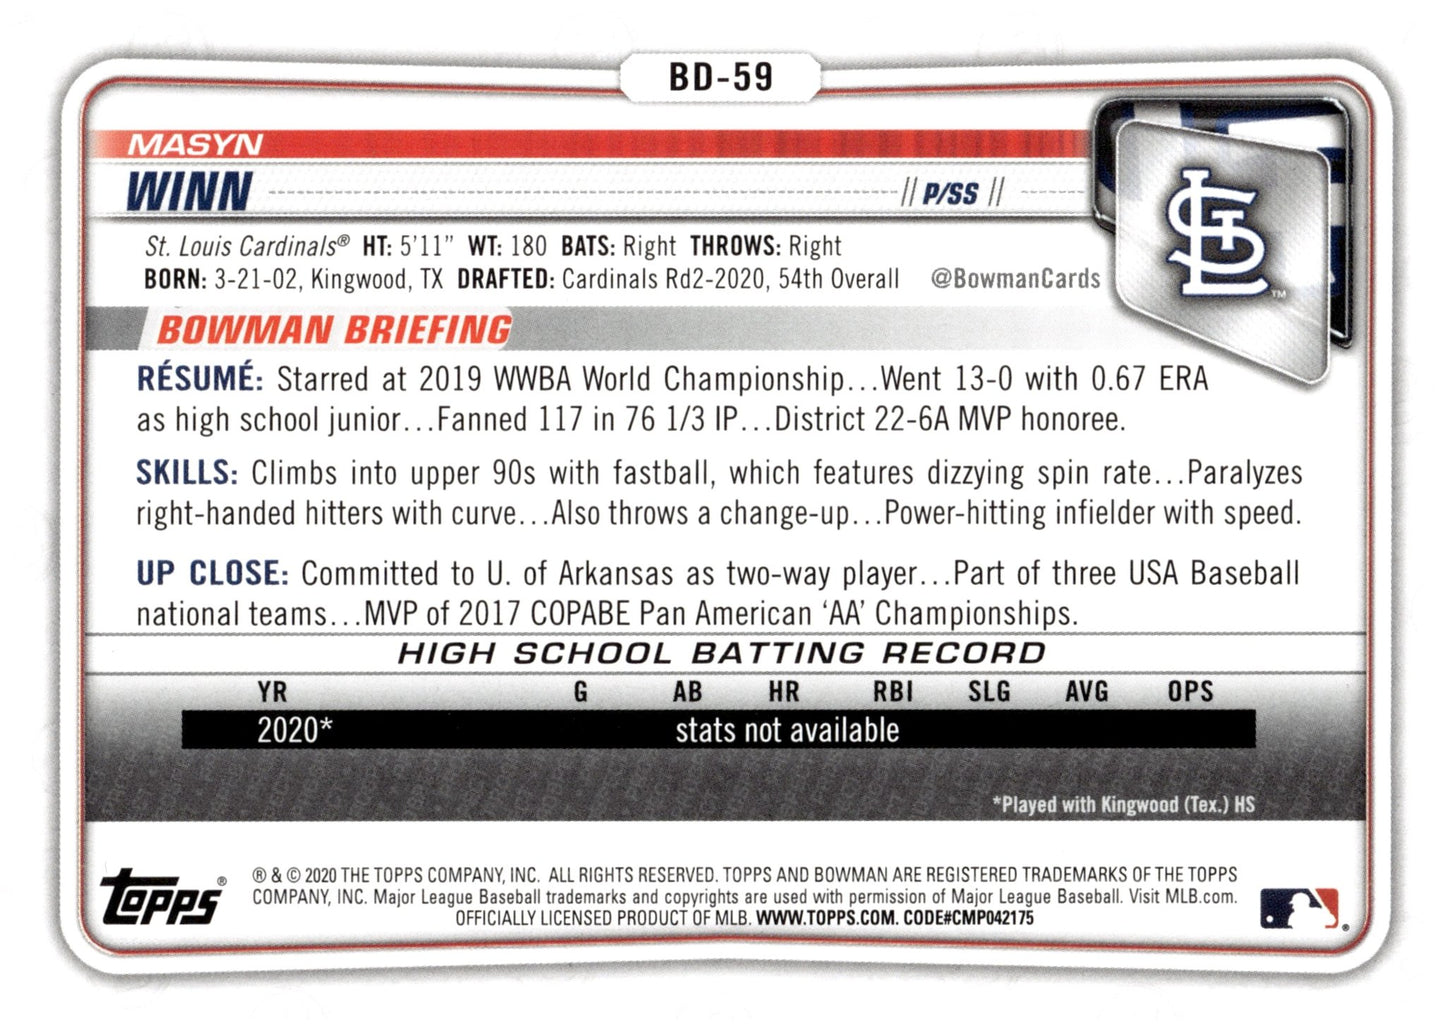 BD-59
MASYN
WINN // P/SS //
St. Louis Cardinals® HT: 5'11” WT: 180 BATS: Right THROWS: Right
BORN: 3-21-02, Kingwood, TX DRAFTED: Cardinals Rd2-2020, 54th Overall @BowmanCards
STL ™
BOWMAN BRIEFING
RÉSUMÉ: Starred at 2019 WWBA World Championship...Went 13-0 with 0.67 ERA
as high school junior...Fanned 117 in 76 1/3 IP...District 22-6A MVP honoree.
SKILLS: Climbs into upper 90s with fastball, which features dizzying spin rate...Paralyzes
right-handed hitters with curve...Also throws a change-up...Power-hitting infielder with speed.
UP CLOSE: Committed to U. of Arkansas as two-way player...Part of three USA Baseball
national teams...MVP of 2017 COPABE Pan American ‘AA’ Championships.
HIGH SCHOOL BATTING RECORD
YR G AB HR RBI SLG AVG OPS
2020* stats not available
*Played with Kingwood (Tex.) HS
Topps®
® & © 2020 THE TOPPS COMPANY, INC. ALL RIGHTS RESERVED. TOPPS AND BOWMAN ARE REGISTERED TRADEMARKS OF THE TOPPS
COMPANY, INC. Major League Baseball trademarks and copyrights are used with permission of Major League Baseball. Visit MLB.com.
OFFICIALLY LICENSED PRODUCT OF MLB. WWW.TOPPS.COM. CODE#CMP042175